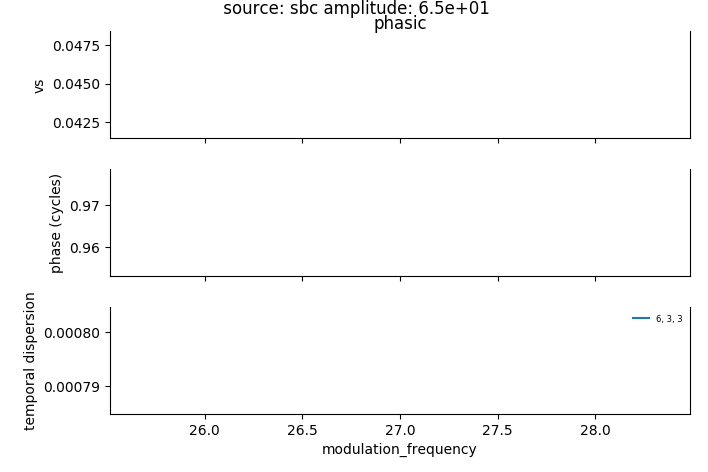 source: sbc amplitude: 6.5e+01
phasic
0.0475
0.0450
0.0425
vs
0.97
0.96
phase (cycles)
0.00080
0.00079
temporal dispersion
6, 3, 3
26.0 26.5 27.0 27.5 28.0
modulation_frequency